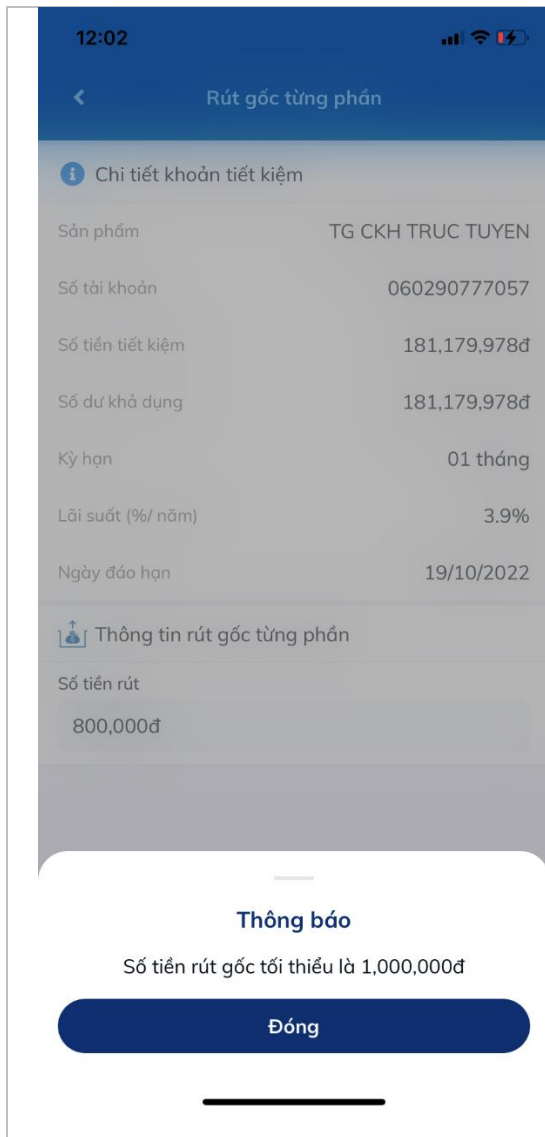 12:02
Rút gốc từng phần
Chi tiết khoản tiết kiệm
Sản phẩm TG CKH TRUC TUYEN
Số tài khoản 060290777057
Số tiền tiết kiệm 181,179,978đ
Số dư khả dụng 181,179,978đ
Kỳ hạn 01 tháng
Lãi suất (%/ năm) 3.9%
Ngày đáo hạn 19/10/2022
Thông tin rút gốc từng phần
Số tiền rút
800,000đ
Thông báo
Số tiền rút gốc tối thiểu là 1,000,000đ
Đóng